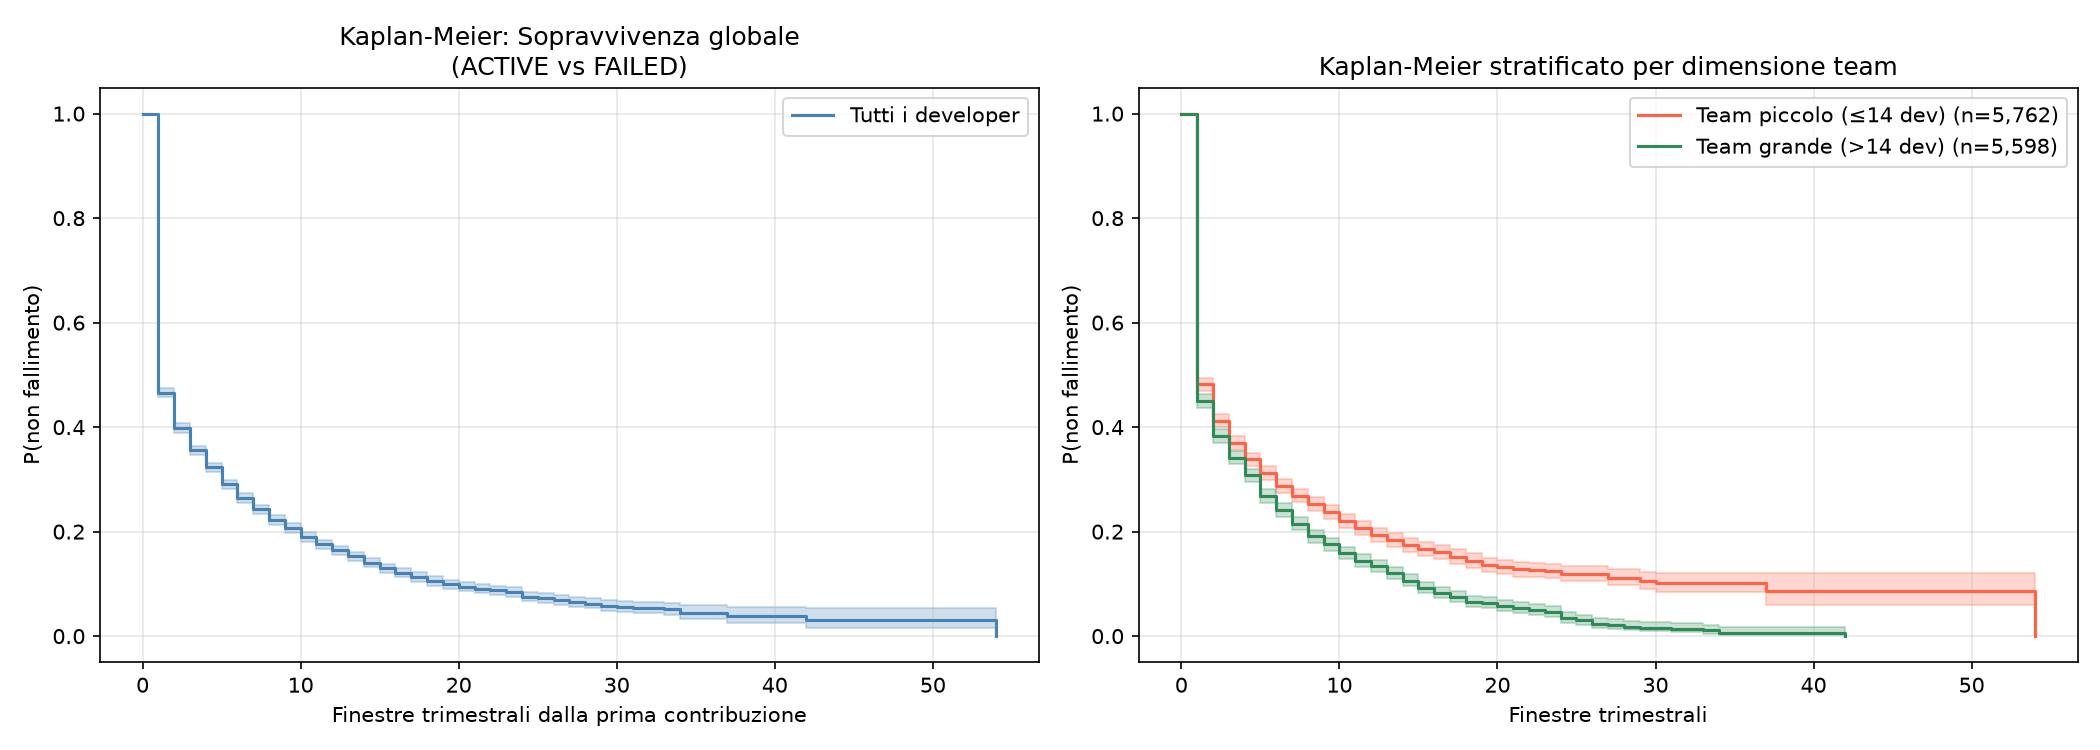 Kaplan-Meier: Sopravvivenza globale
(ACTIVE vs FAILED)
Tutti i developer
P(non fallimento)
1.0
0.8
0.6
0.4
0.2
0.0
0 10 20 30 40 50
Finestre trimestrali dalla prima contribuzione
Kaplan-Meier stratificato per dimensione team
Team piccolo (≤14 dev) (n=5,762)
Team grande (>14 dev) (n=5,598)
P(non fallimento)
1.0
0.8
0.6
0.4
0.2
0.0
0 10 20 30 40 50
Finestre trimestrali